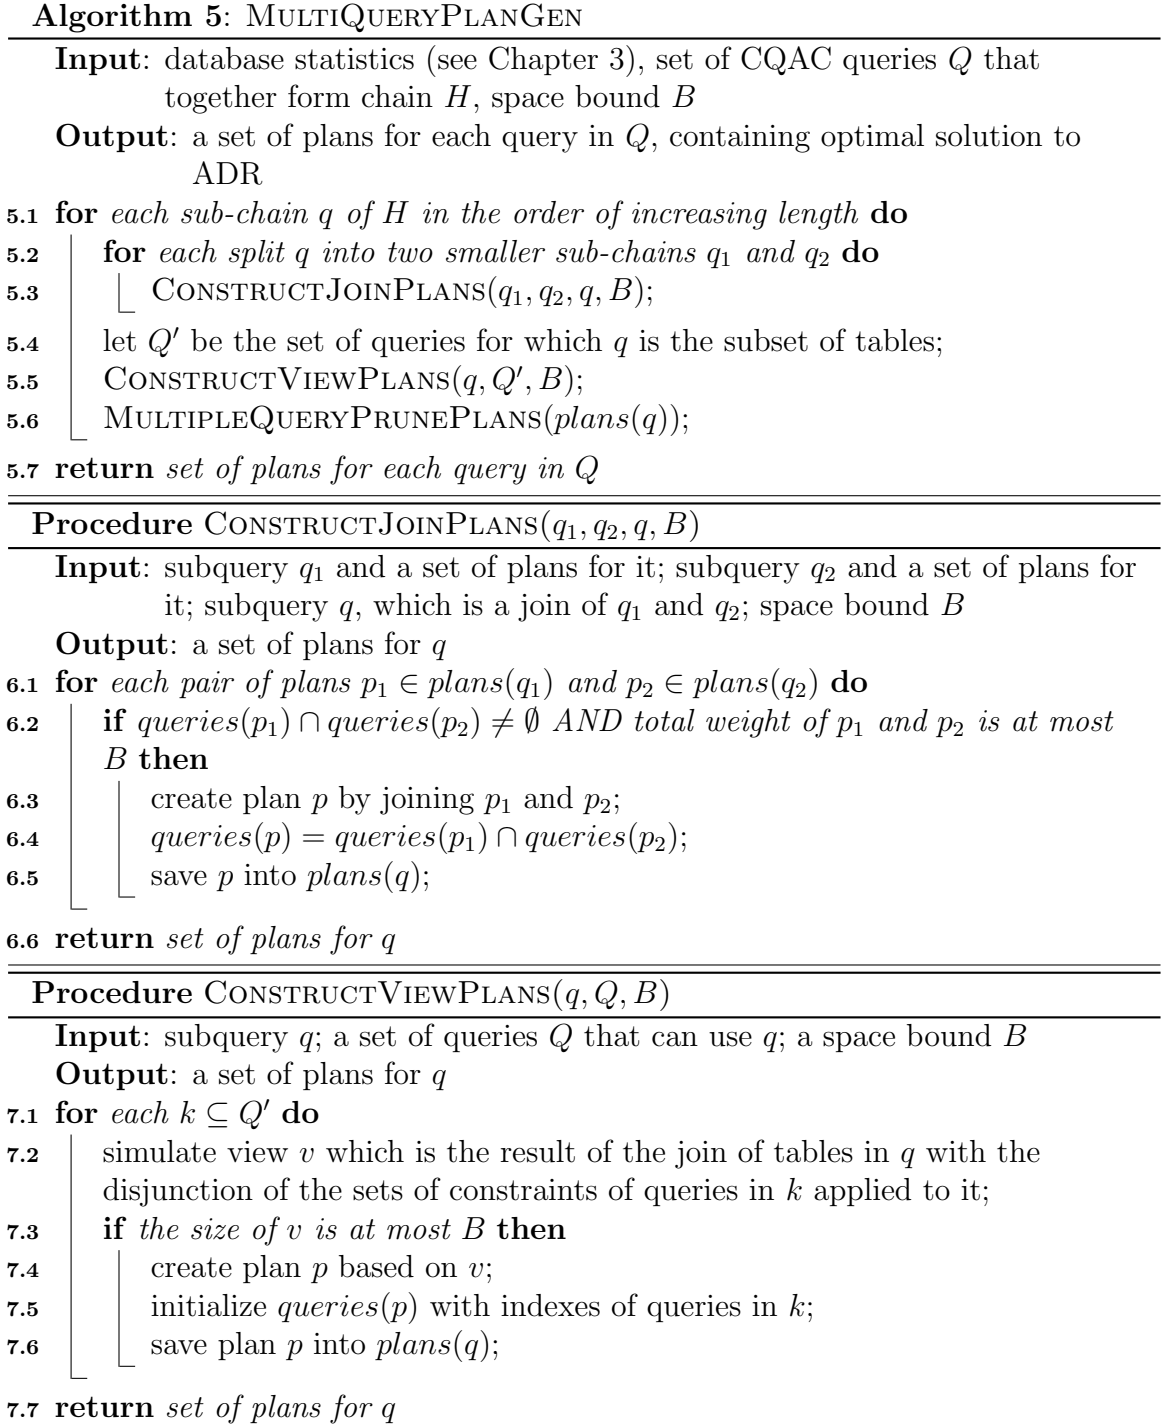 Algorithm 5: MULTIQUERYPLANGEN
Input: database statistics (see Chapter 3), set of CQAC queries Q that
together form chain H, space bound B
Output: a set of plans for each query in Q, containing optimal solution to
ADR
5.1 for each sub-chain q of H in the order of increasing length do
5.2 for each split q into two smaller sub-chains q₁ and q₂ do
5.3 CONSTRUCTJOINPLANS(q₁, q₂, q, B);
5.4 let Q′ be the set of queries for which q is the subset of tables;
5.5 CONSTRUCTVIEWPLANS(q, Q′, B);
5.6 MULTIPLEQUERYPRUNEPLANS(plans(q));
5.7 return set of plans for each query in Q
Procedure CONSTRUCTJOINPLANS(q₁, q₂, q, B)
Input: subquery q₁ and a set of plans for it; subquery q₂ and a set of plans for
it; subquery q, which is a join of q₁ and q₂; space bound B
Output: a set of plans for q
6.1 for each pair of plans p₁ ∈ plans(q₁) and p₂ ∈ plans(q₂) do
6.2 if queries(p₁) ∩ queries(p₂) ≠ ∅ AND total weight of p₁ and p₂ is at most
B then
6.3 create plan p by joining p₁ and p₂;
6.4 queries(p) = queries(p₁) ∩ queries(p₂);
6.5 save p into plans(q);
6.6 return set of plans for q
Procedure CONSTRUCTVIEWPLANS(q, Q, B)
Input: subquery q; a set of queries Q that can use q; a space bound B
Output: a set of plans for q
7.1 for each k ⊆ Q′ do
7.2 simulate view v which is the result of the join of tables in q with the
disjunction of the sets of constraints of queries in k applied to it;
7.3 if the size of v is at most B then
7.4 create plan p based on v;
7.5 initialize queries(p) with indexes of queries in k;
7.6 save plan p into plans(q);
7.7 return set of plans for q